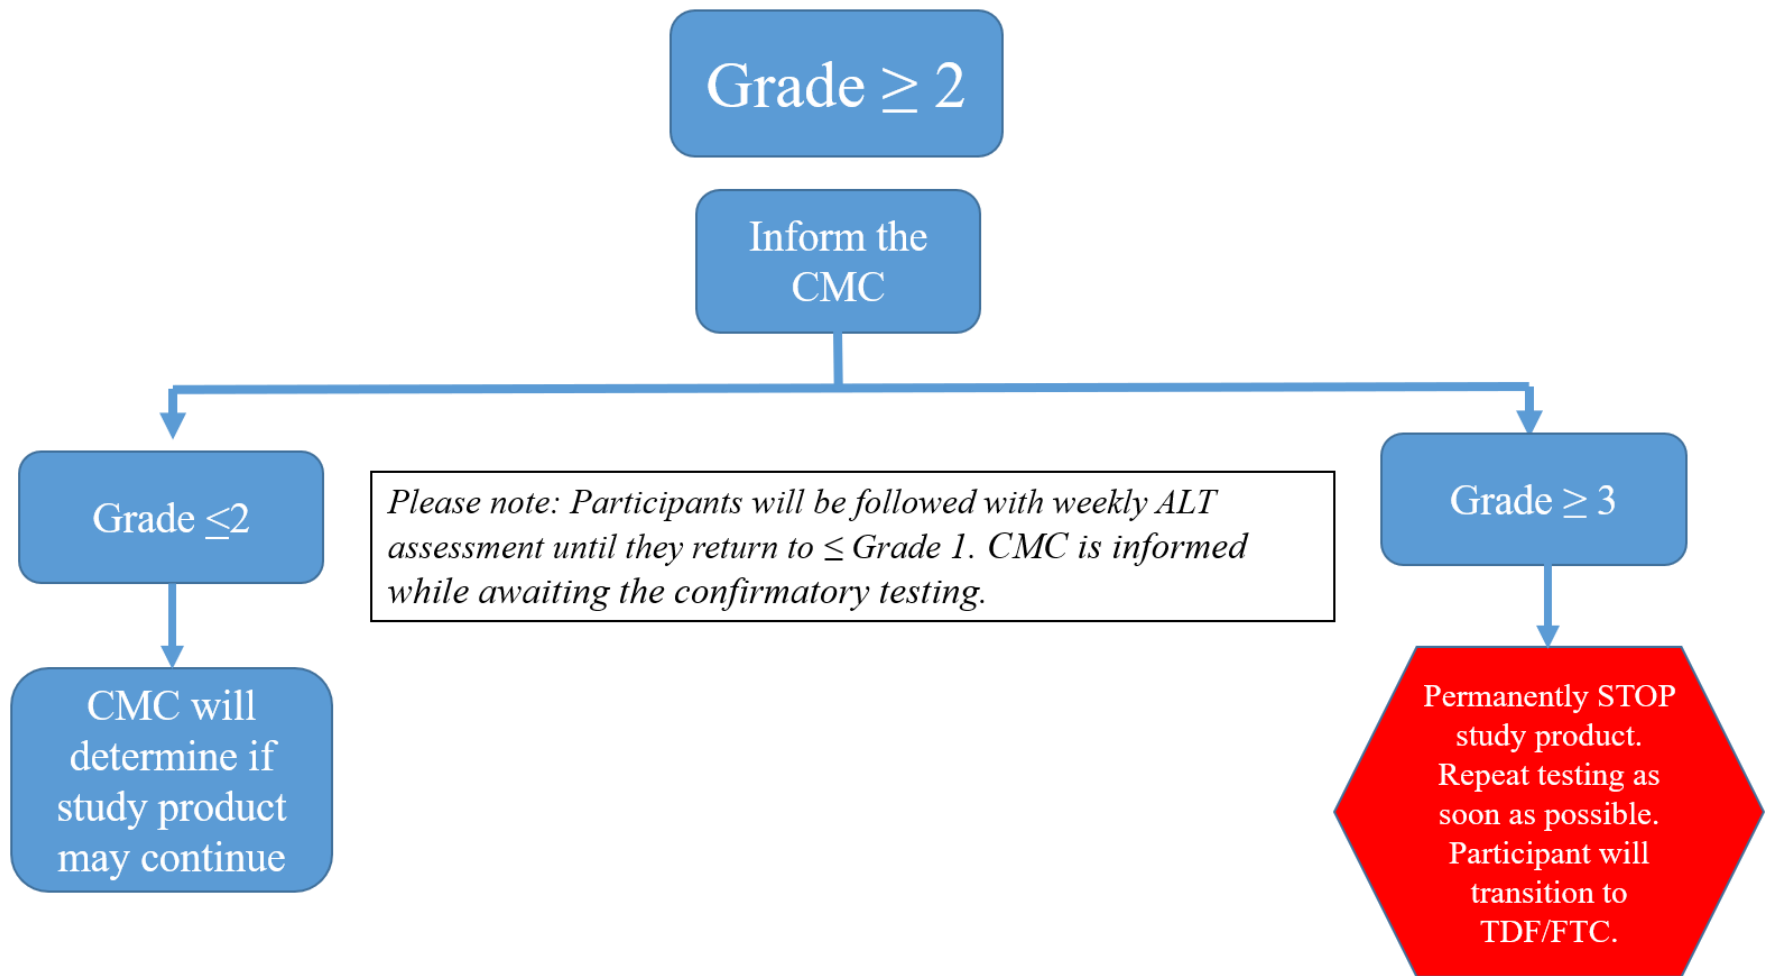 Grade ≥ 2
Inform the
CMC
Grade ≤2
CMC will
determine if
study product
may continue
Please note: Participants will be followed with weekly ALT
assessment until they return to ≤ Grade 1. CMC is informed
while awaiting the confirmatory testing.
Grade ≥ 3
Permanently STOP
study product.
Repeat testing as
soon as possible.
Participant will
transition to
TDF/FTC.